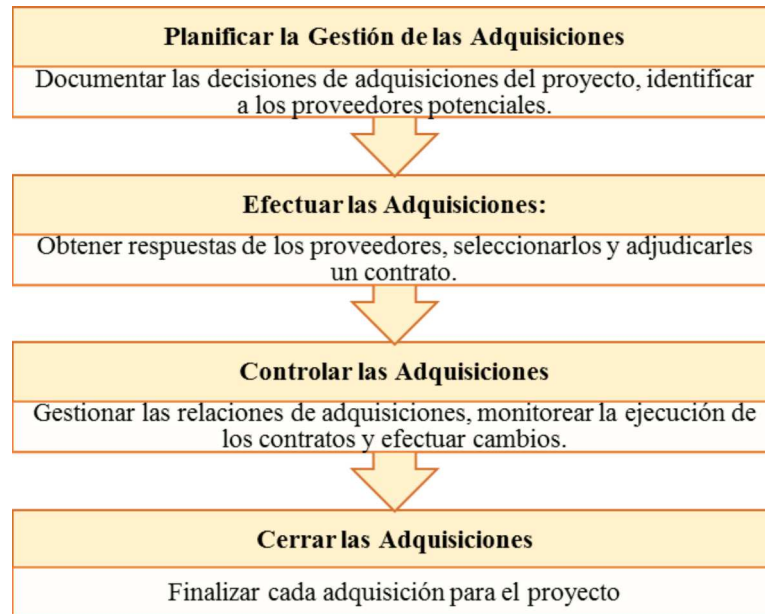 Planificar la Gestión de las Adquisiciones
Documentar las decisiones de adquisiciones del proyecto, identificar
a los proveedores potenciales.
Efectuar las Adquisiciones:
Obtener respuestas de los proveedores, seleccionarlos y adjudicarles
un contrato.
Controlar las Adquisiciones
Gestionar las relaciones de adquisiciones, monitorear la ejecución de
los contratos y efectuar cambios.
Cerrar las Adquisiciones
Finalizar cada adquisición para el proyecto